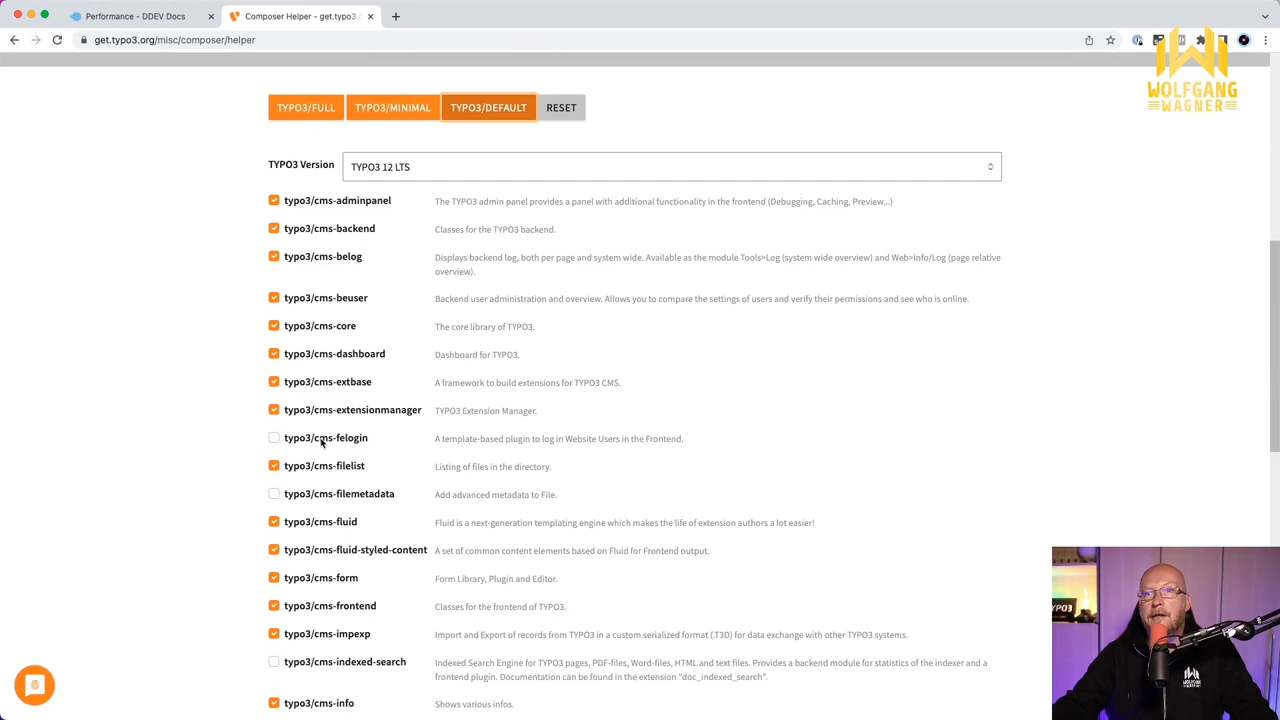 Performance - DDEV Docs
Composer Helper - get.typo3.
get.typo3.org/misc/composer/helper
WOLFGANG
WAGNER
TYPO3/FULL TYPO3/MINIMAL TYPO3/DEFAULT RESET
TYPO3 Version TYPO3 12 LTS
typo3/cms-adminpanel The TYPO3 admin panel provides a panel with additional functionality in the frontend (Debugging, Caching, Preview...)
typo3/cms-backend Classes for the TYPO3 backend.
typo3/cms-belog Displays backend log, both per page and system wide. Available as the module Tools>Log (system wide overview) and Web>Info/Log (page relative
overview).
typo3/cms-beuser Backend user administration and overview. Allows you to compare the settings of users and verify their permissions and see who is online.
typo3/cms-core The core library of TYPO3.
typo3/cms-dashboard Dashboard for TYPO3.
typo3/cms-extbase A framework to build extensions for TYPO3 CMS.
typo3/cms-extensionmanager TYPO3 Extension Manager.
typo3/cms-felogin A template-based plugin to log in Website Users in the Frontend.
typo3/cms-filelist Listing of files in the directory.
typo3/cms-filemetadata Add advanced metadata to File.
typo3/cms-fluid Fluid is a next-generation templating engine which makes the life of extension authors a lot easier!
typo3/cms-fluid-styled-content A set of common content elements based on Fluid for Frontend output.
typo3/cms-form Form Library, Plugin and Editor.
typo3/cms-frontend Classes for the frontend of TYPO3.
typo3/cms-impexp Import and Export of records from TYPO3 in a custom serialized format (.T3D) for data exchange with other TYPO3 systems.
typo3/cms-indexed-search Indexed Search Engine for TYPO3 pages, PDF-files, Word-files, HTML and text files. Provides a backend module for statistics of the indexer and a
frontend plugin. Documentation can be found in the extension "doc_indexed_search".
typo3/cms-info Shows various infos.
YPO3
WOLFGANG
WAGNER